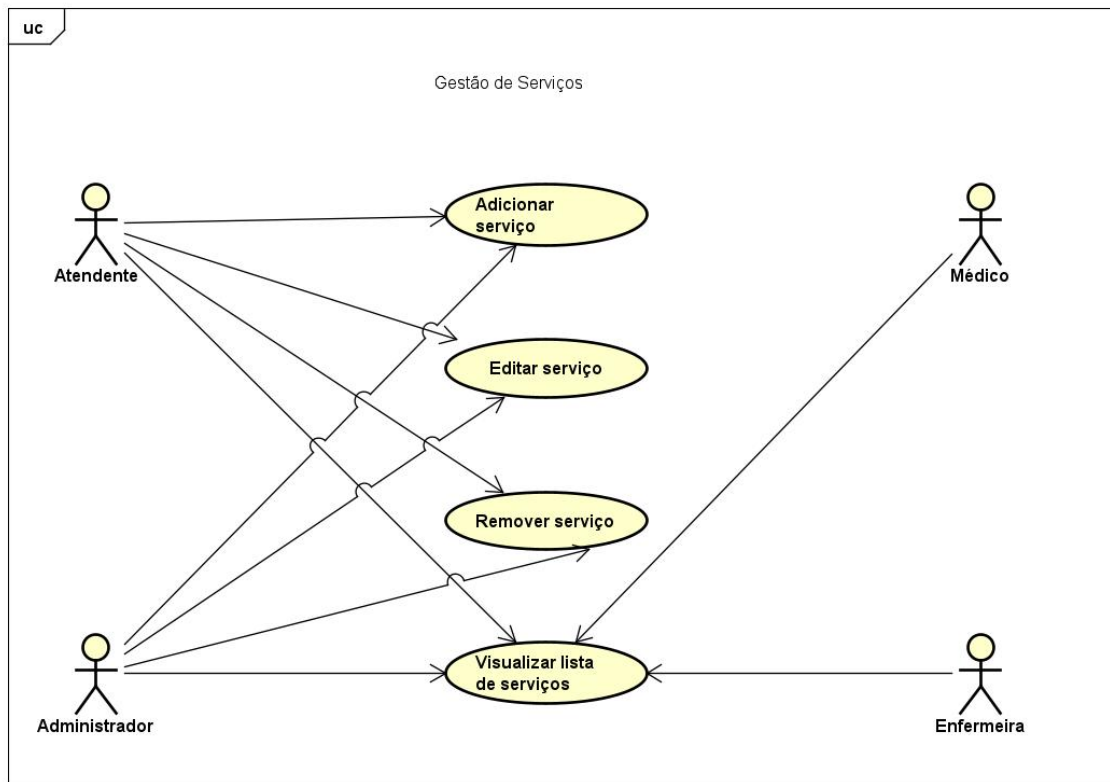 uc
Gestão de Serviços
Atendente
Adicionar
serviço
Médico
Editar serviço
Remover serviço
Administrador
Visualizar lista
de serviços
Enfermeira